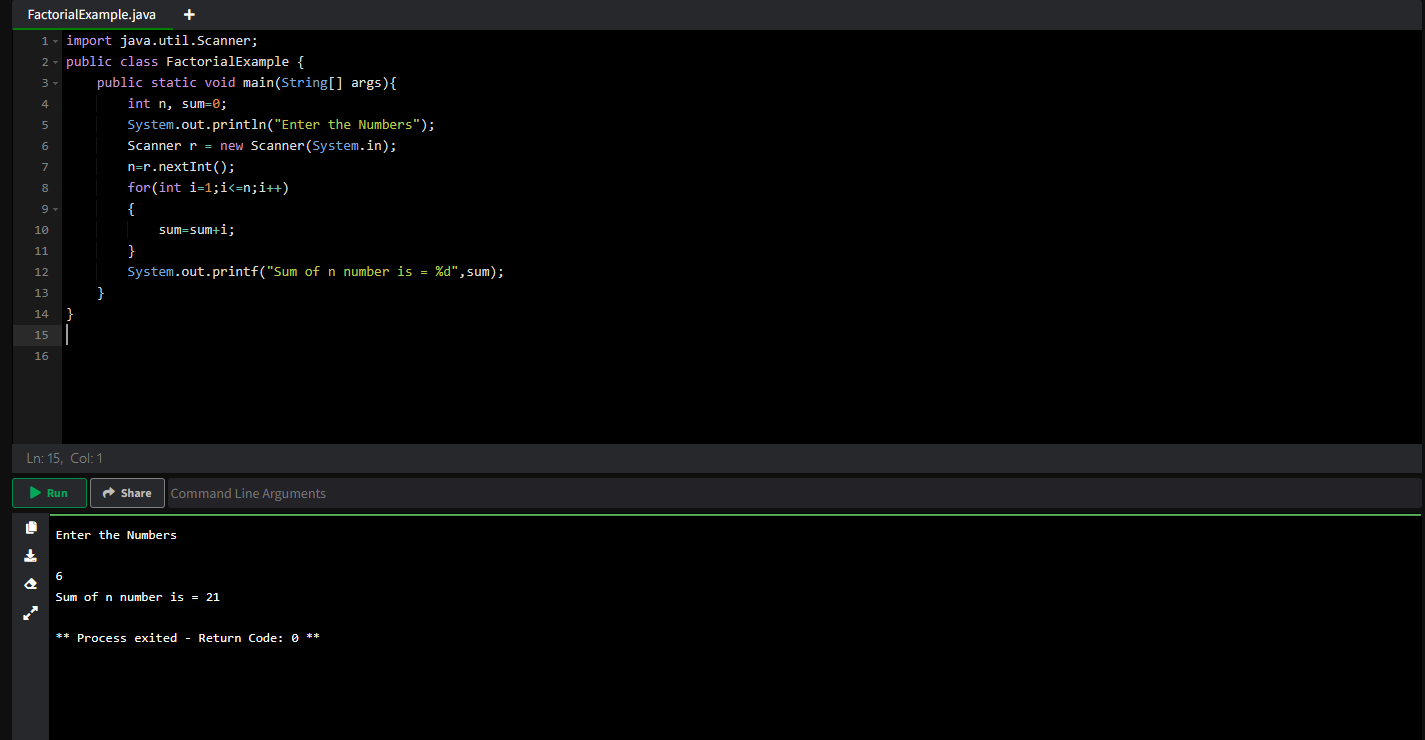 FactorialExample.java +
1 import java.util.Scanner;
2 public class FactorialExample {
3     public static void main(String[] args){
4         int n, sum=0;
5         System.out.println("Enter the Numbers");
6         Scanner r = new Scanner(System.in);
7         n=r.nextInt();
8         for(int i=1;i<=n;i++)
9         {
10             sum=sum+i;
11         }
12         System.out.printf("Sum of n number is = %d",sum);
13     }
14 }
15
16
Ln: 15, Col: 1
Run Share Command Line Arguments
Enter the Numbers
6
Sum of n number is = 21
** Process exited - Return Code: 0 **